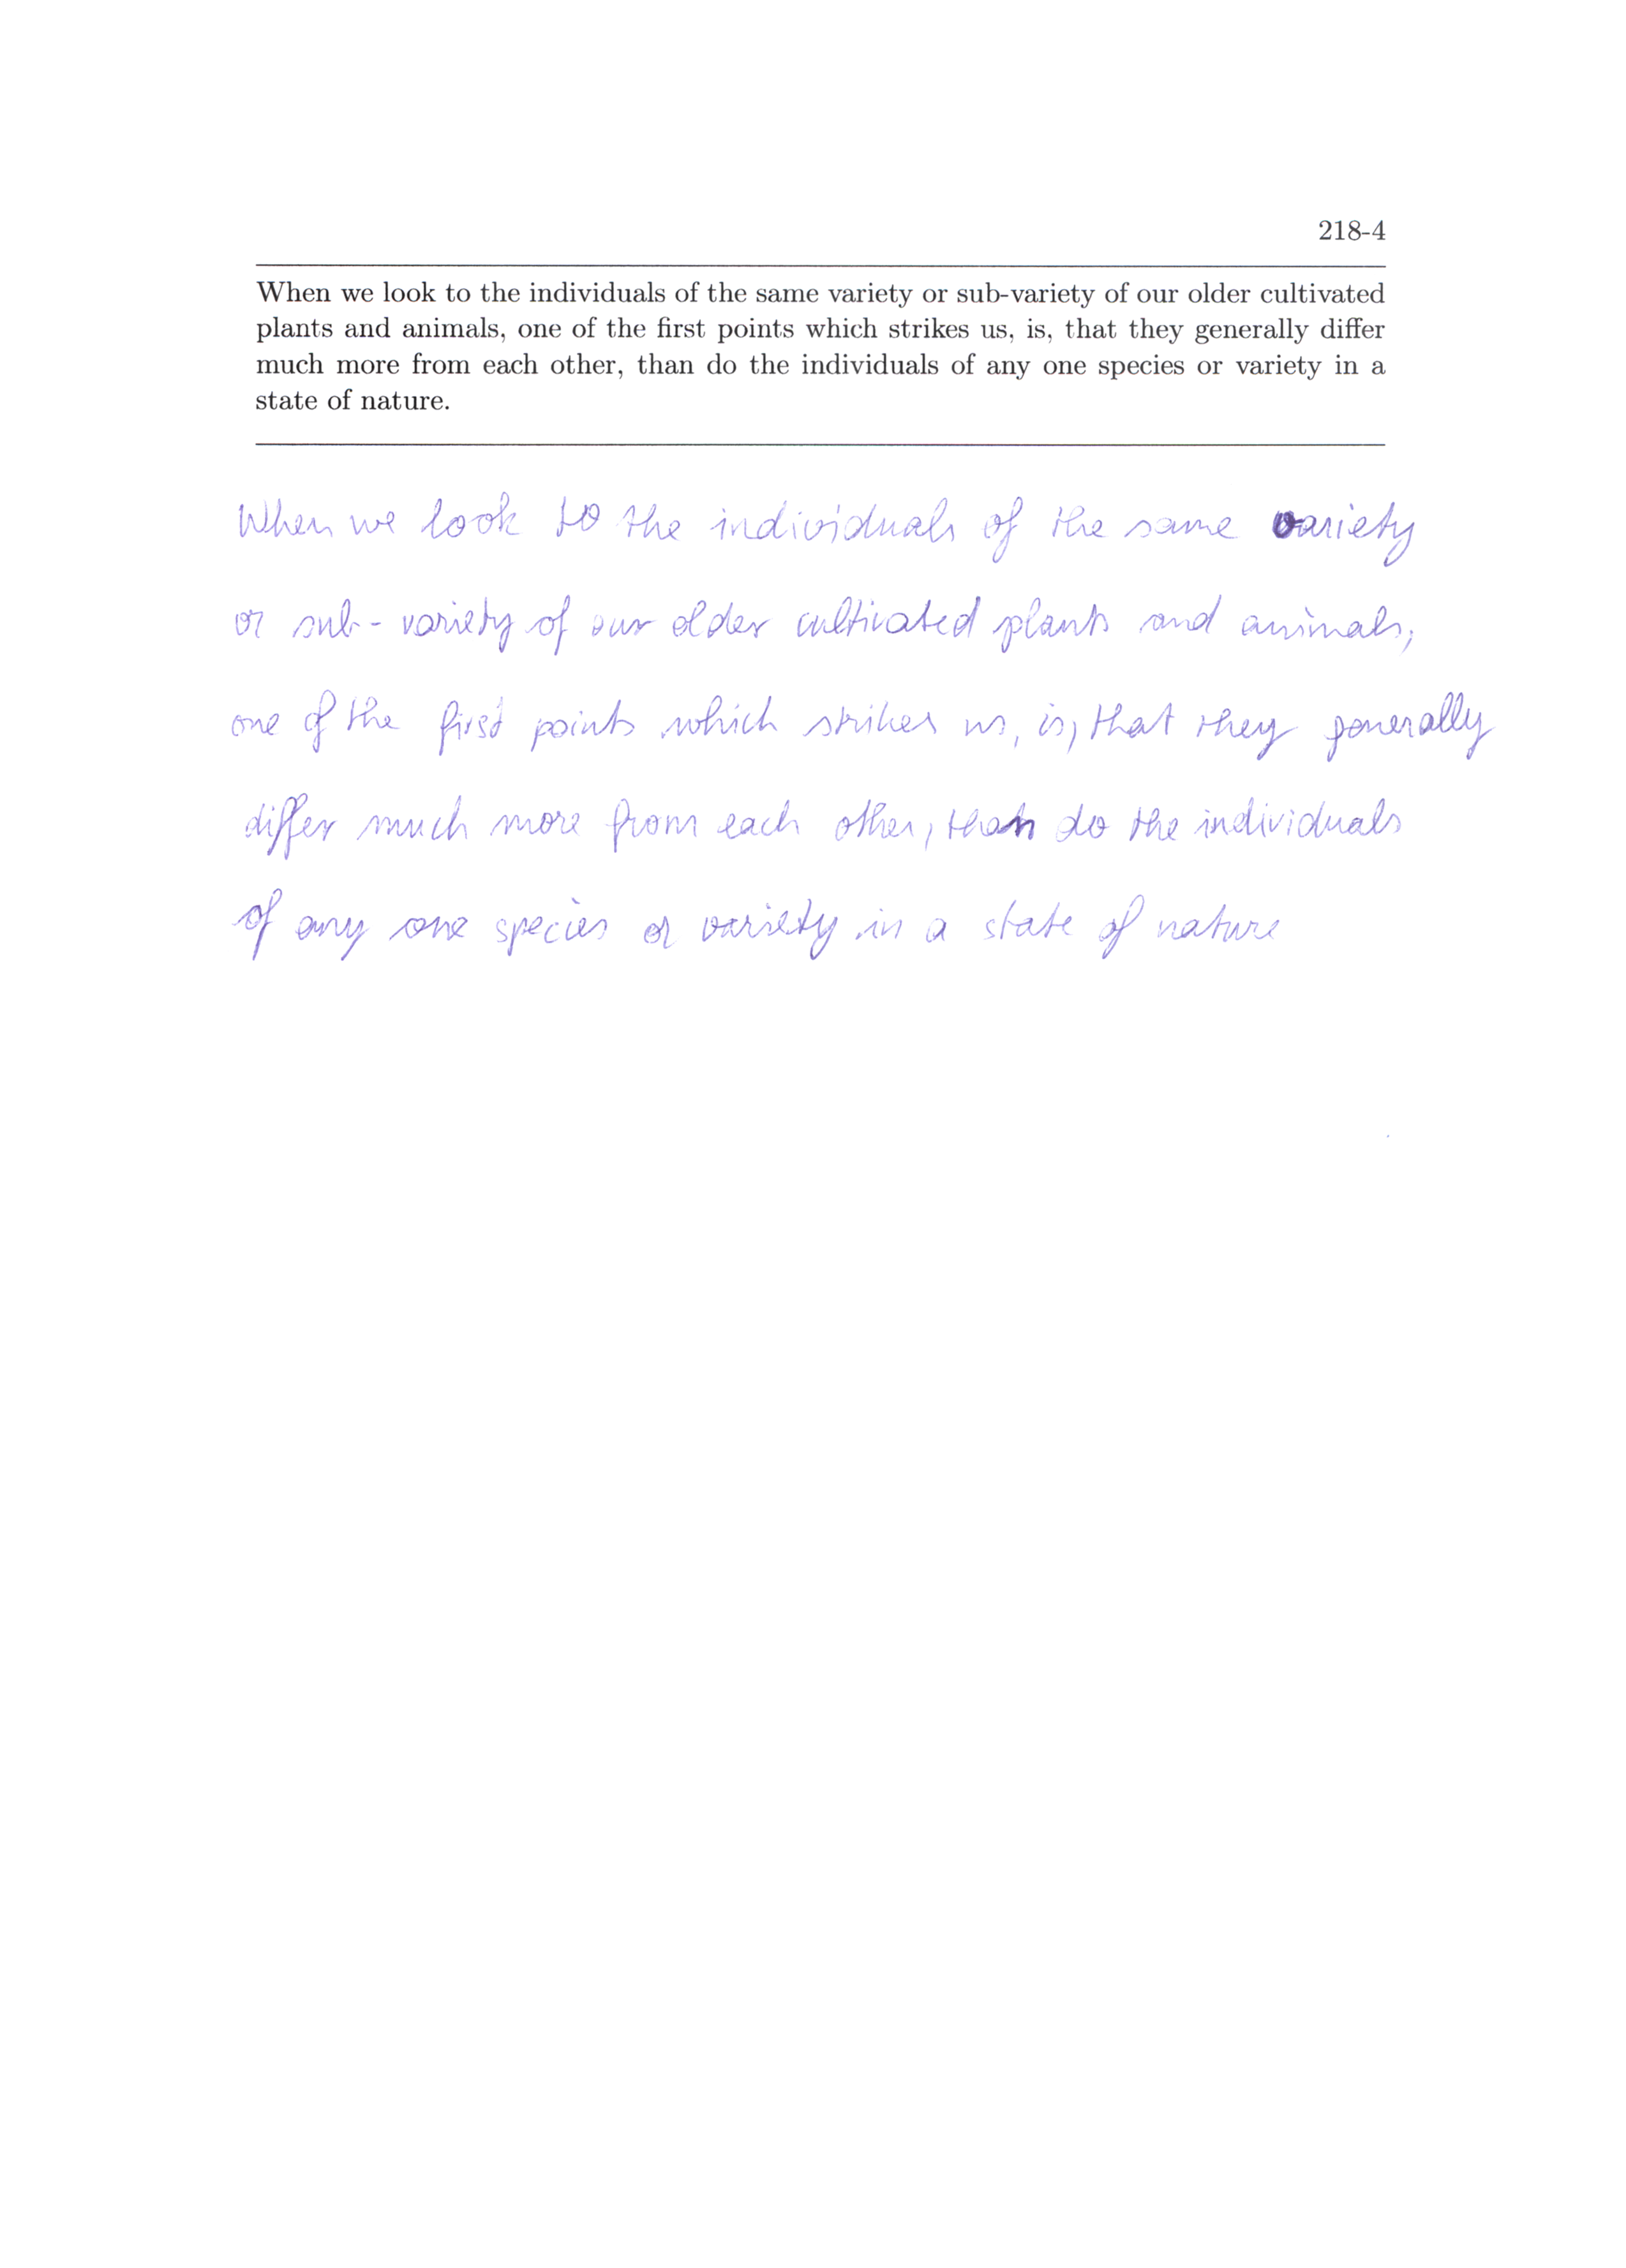 218-4
When we look to the individuals of the same variety or sub-variety of our older cultivated
plants and animals, one of the first points which strikes us, is, that they generally differ
much more from each other, than do the individuals of any one species or variety in a
state of nature.
When we look to the individuals of the same variety
or sub-variety of our older cultivated plants and animals,
one of the first points which strikes us, is, that they generally
differ much more from each other, than do the individuals
of any one species or variety in a state of nature